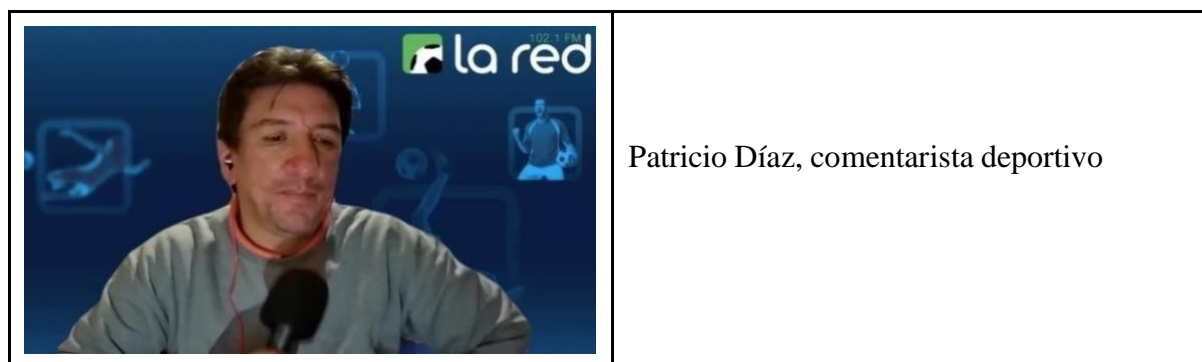 102.1 FM
la red
Patricio Díaz, comentarista deportivo